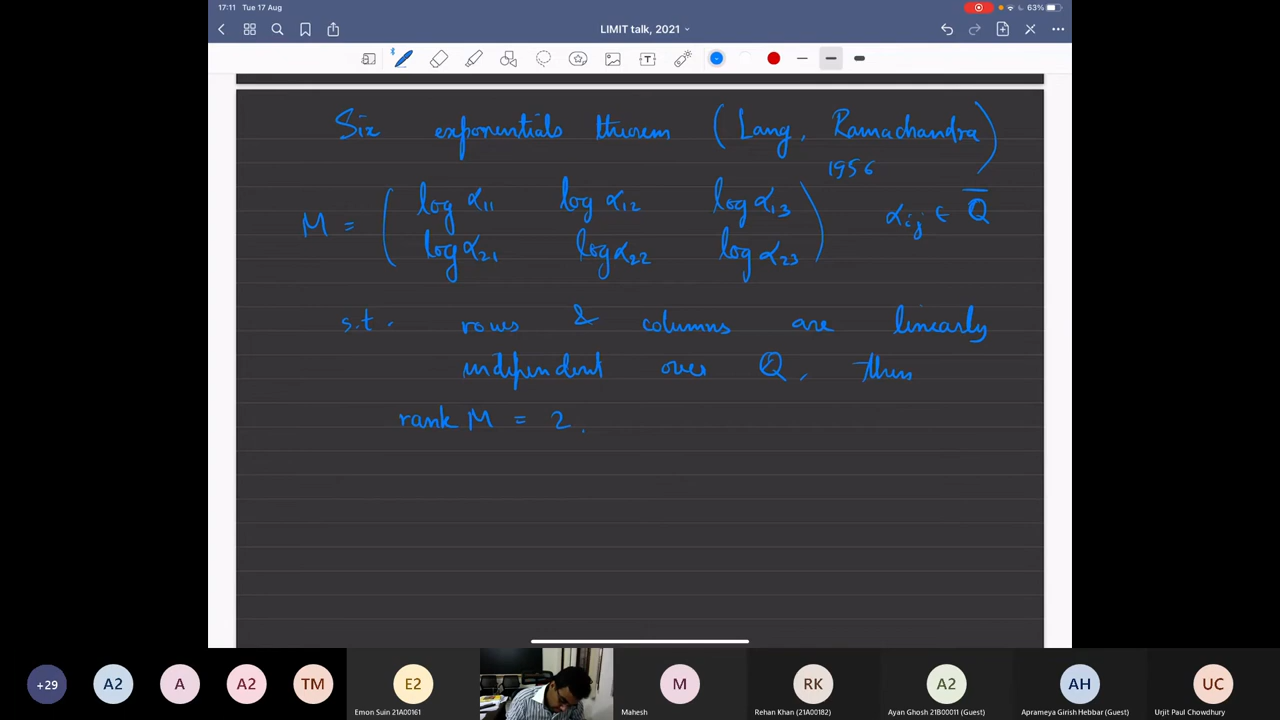 17:11 Tue 17 Aug
63%
LIMIT talk, 2021
Six exponentials theorem (Lang, Ramachandra)
1956
M = ( log α11 log α12 log α13 ) αij ∈ Q̅
( log α21 log α22 log α23 )
s.t. rows & columns are linearly
independent over Q, then
rank M = 2.
+29
A2
A
A2
TM
E2
M
RK
A2
AH
UC
Emon Suin 21A00161
Mahesh
Rehan Khan (21A00182)
Ayan Ghosh 21B00011 (Guest)
Aprameya Girish Hebbar (Guest)
Urjit Paul Chowdhury